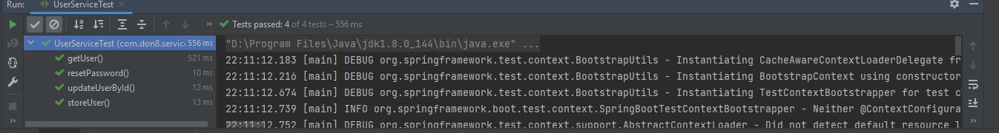 Run: UserServiceTest
Tests passed: 4 of 4 tests – 556 ms
UserServiceTest (com.don8.service 556 ms
getUser() 521 ms
resetPassword() 10 ms
updateUserById() 12 ms
storeUser() 13 ms
"D:\Program Files\Java\jdk1.8.0_144\bin\java.exe" ...
22:11:12.183 [main] DEBUG org.springframework.test.context.BootstrapUtils - Instantiating CacheAwareContextLoaderDelegate fr
22:11:12.216 [main] DEBUG org.springframework.test.context.BootstrapUtils - Instantiating BootstrapContext using constructor
22:11:12.674 [main] DEBUG org.springframework.test.context.BootstrapUtils - Instantiating TestContextBootstrapper for test c
22:11:12.739 [main] INFO org.springframework.boot.test.context.SpringBootTestContextBootstrapper - Neither @ContextConfigurat
22:11:12.752 [main] DEBUG org.springframework.test.context.support.AbstractContextLoader - Did not detect default resource l